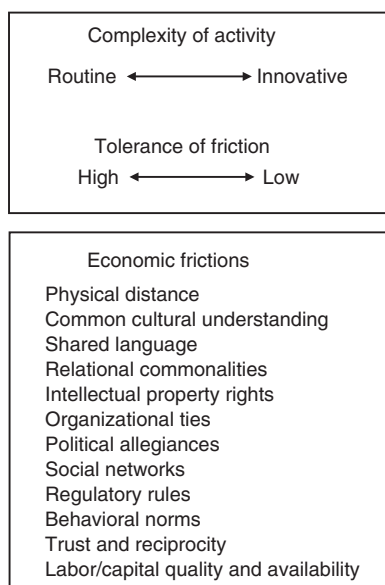 Complexity of activity
Routine Innovative
Tolerance of friction
High Low
Economic frictions
Physical distance
Common cultural understanding
Shared language
Relational commonalities
Intellectual property rights
Organizational ties
Political allegiances
Social networks
Regulatory rules
Behavioral norms
Trust and reciprocity
Labor/capital quality and availability